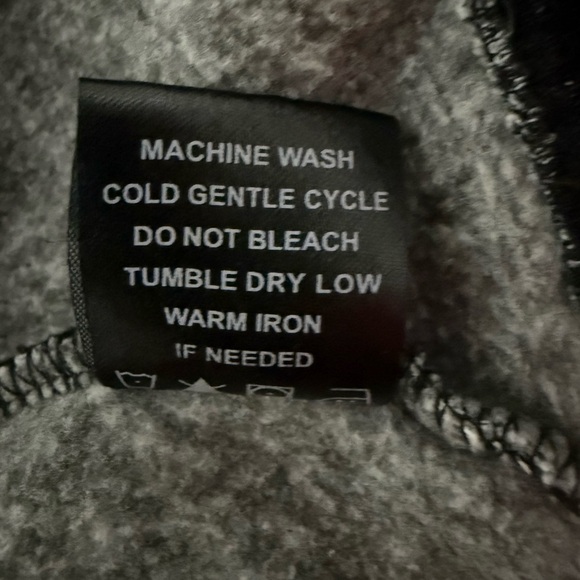 MACHINE WASH
COLD GENTLE CYCLE
DO NOT BLEACH
TUMBLE DRY LOW
WARM IRON
IF NEEDED